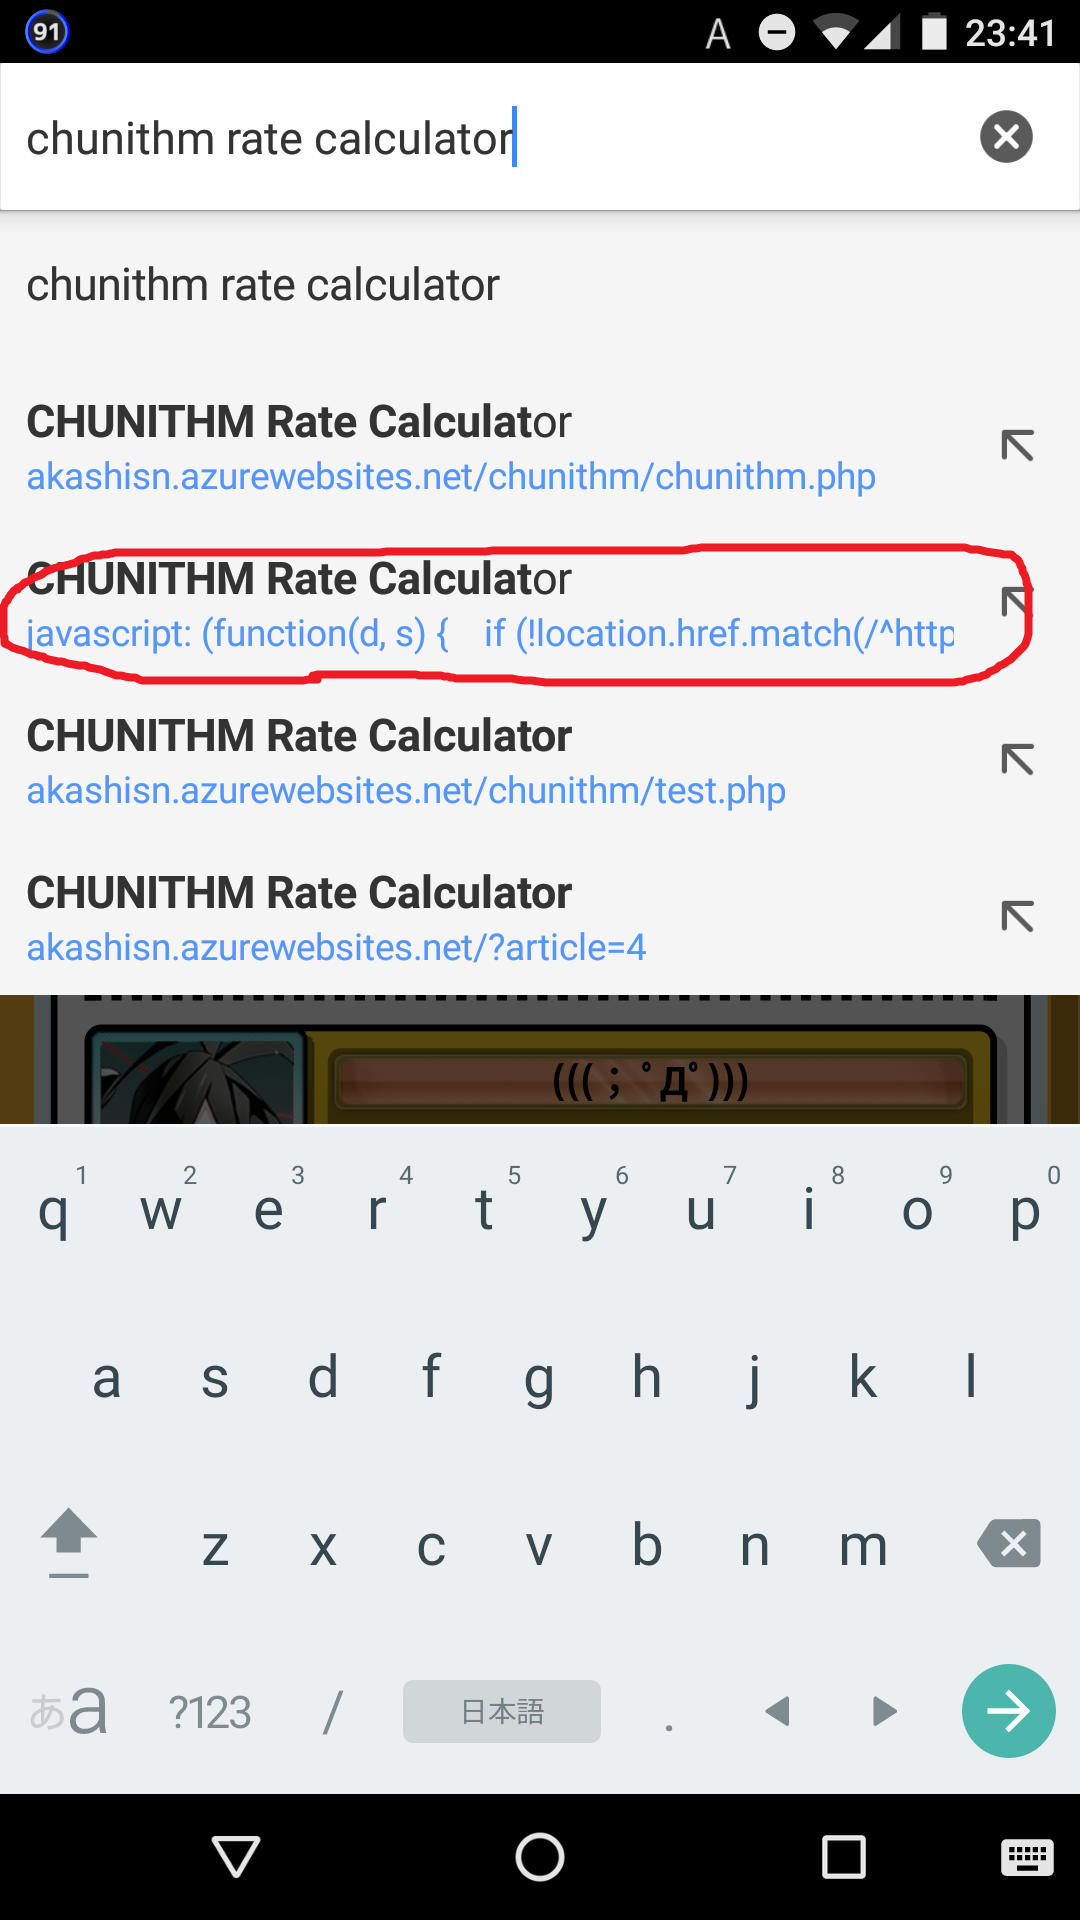 91
A
23:41
chunithm rate calculator
chunithm rate calculator
CHUNITHM Rate Calculator
akashisn.azurewebsites.net/chunithm/chunithm.php
CHUNITHM Rate Calculator
javascript: (function(d, s) { if (!location.href.match(/^http
CHUNITHM Rate Calculator
akashisn.azurewebsites.net/chunithm/test.php
CHUNITHM Rate Calculator
akashisn.azurewebsites.net/?article=4
(((；ﾟДﾟ)))
1 2 3 4 5 6 7 8 9 0
q w e r t y u i o p
a s d f g h j k l
z x c v b n m
あa ?123 / 日本語 .